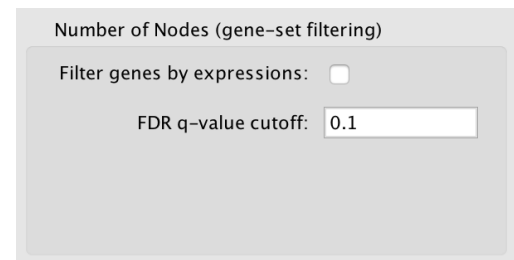 Number of Nodes (gene-set filtering)
Filter genes by expressions:
FDR q-value cutoff: 0.1